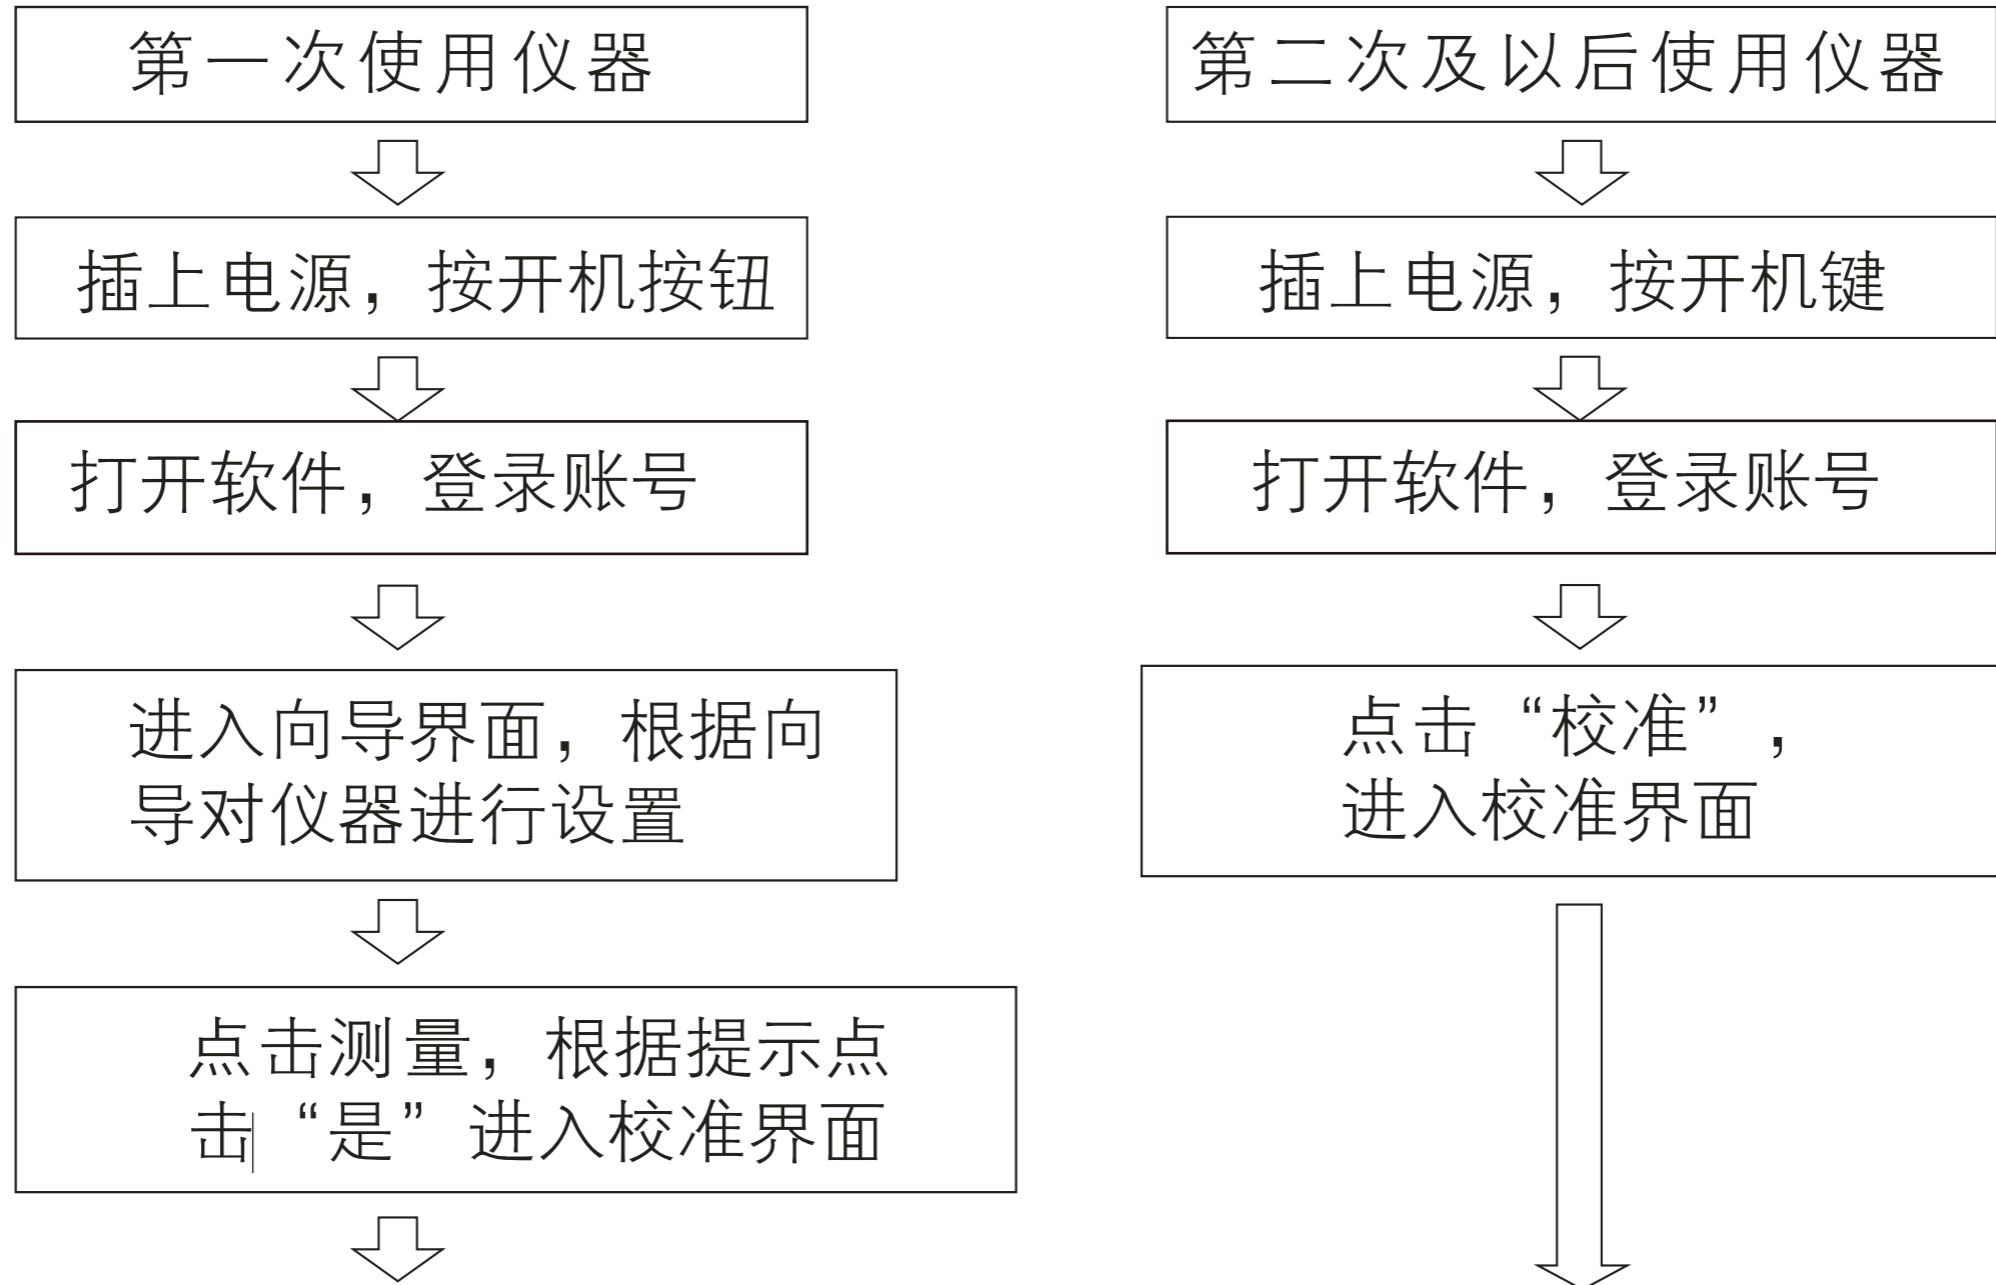 第一次使用仪器
插上电源，按开机按钮
打开软件，登录账号
进入向导界面，根据向
导对仪器进行设置
点击测量，根据提示点
击“是”进入校准界面
第二次及以后使用仪器
插上电源，按开机键
打开软件，登录账号
点击“校准”，
进入校准界面